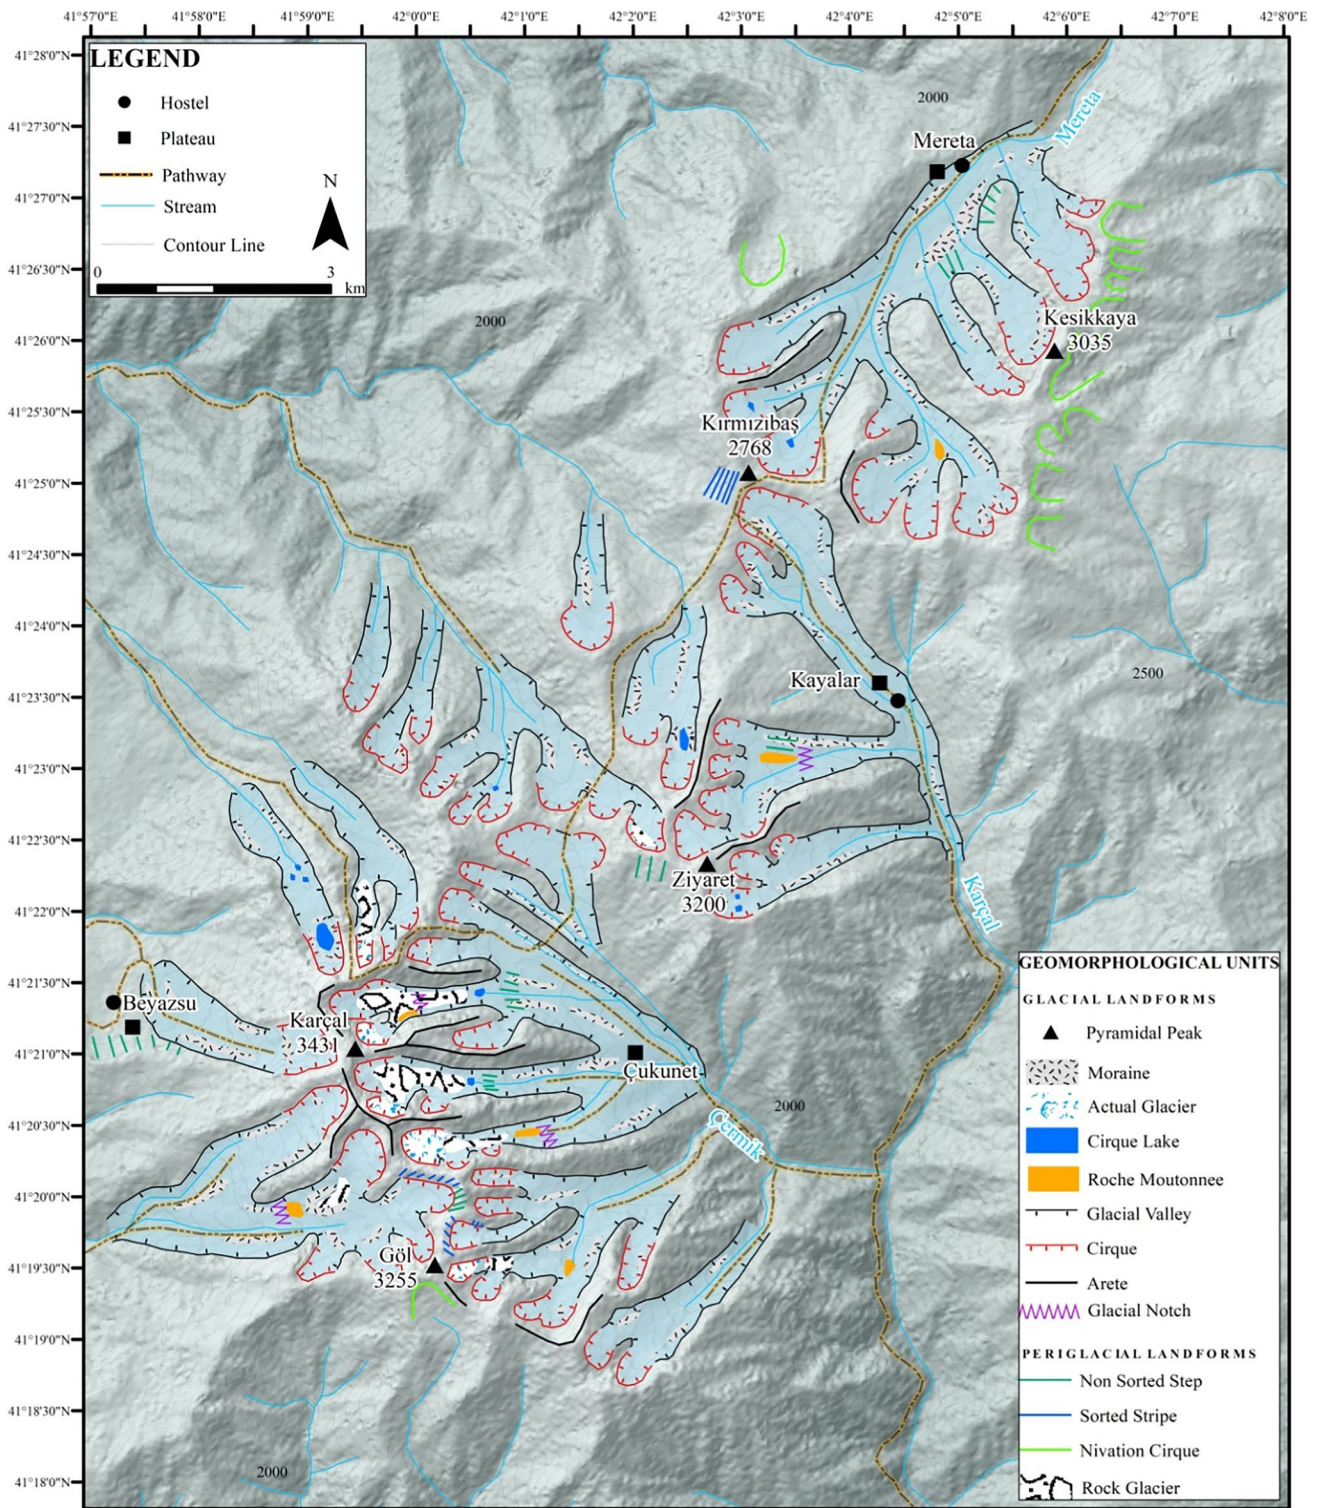 41°57'0"E 41°58'0"E 41°59'0"E 42°0'0"E 42°1'0"E 42°2'0"E 42°3'0"E 42°4'0"E 42°5'0"E 42°6'0"E 42°7'0"E 42°8'0"E
41°28'0"N
41°27'30"N
41°27'0"N
41°26'30"N
41°26'0"N
41°25'30"N
41°25'0"N
41°24'30"N
41°24'0"N
41°23'30"N
41°23'0"N
41°22'30"N
41°22'0"N
41°21'30"N
41°21'0"N
41°20'30"N
41°20'0"N
41°19'30"N
41°19'0"N
41°18'30"N
41°18'0"N
LEGEND
Hostel
Plateau
Pathway
Stream
Contour Line
N
0 3
km
2000
Mereta
Mereta
2000
Kesikkaya
3035
Kırmızıbaş
2768
2500
Kayalar
Ziyaret
3200
Karçal
Beyazsu
Karçal
3431
Çukunet
2000
Çermik
Göl
3255
2000
GEOMORPHOLOGICAL UNITS
GLACIAL LANDFORMS
Pyramidal Peak
Moraine
Actual Glacier
Cirque Lake
Roche Moutonnee
Glacial Valley
Cirque
Arete
Glacial Notch
PERIGLACIAL LANDFORMS
Non Sorted Step
Sorted Stripe
Nivation Cirque
Rock Glacier